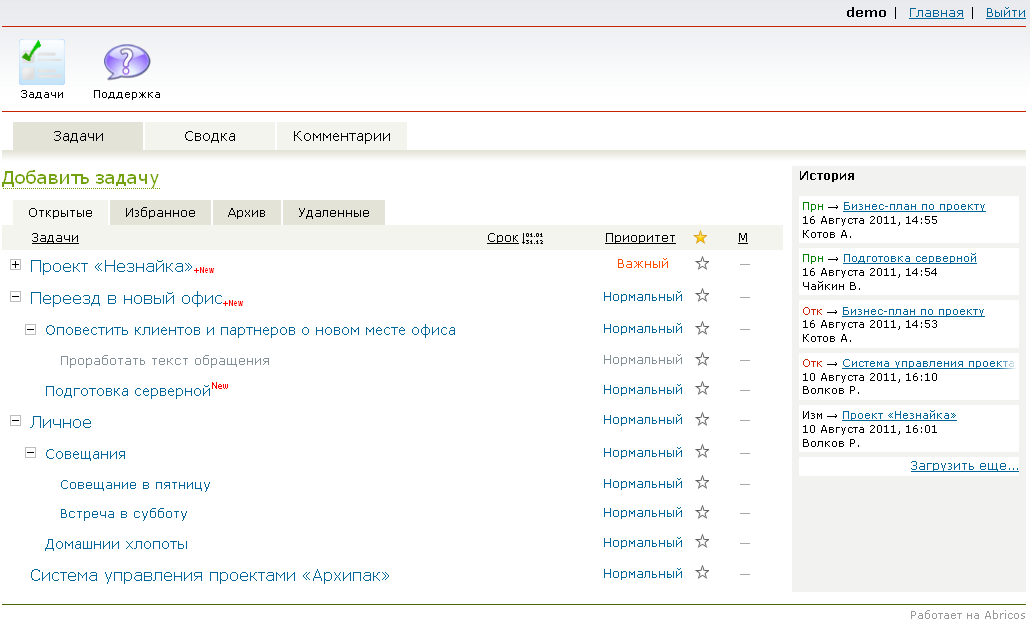 demo | Главная | Выйти
Задачи Поддержка
Задачи Сводка Комментарии
Добавить задачу
Открытые Избранное Архив Удаленные
Задачи Срок 01.01 31.12 Приоритет М
Проект «Незнайка»+New Важный —
Переезд в новый офис+New Нормальный —
Оповестить клиентов и партнеров о новом месте офиса Нормальный —
Проработать текст обращения Нормальный —
Подготовка серверной New Нормальный —
Личное Нормальный —
Совещания Нормальный —
Совещание в пятницу Нормальный —
Встреча в субботу Нормальный —
Домашнии хлопоты Нормальный —
Система управления проектами «Архипак» Нормальный —
История
Прн → Бизнес-план по проекту
16 Августа 2011, 14:55
Котов А.
Прн → Подготовка серверной
16 Августа 2011, 14:54
Чайкин В.
Отк → Бизнес-план по проекту
16 Августа 2011, 14:53
Котов А.
Отк → Система управления проекта
10 Августа 2011, 16:10
Волков Р.
Изм → Проект «Незнайка»
10 Августа 2011, 16:01
Волков Р.
Загрузить еще...
Работает на Abricos